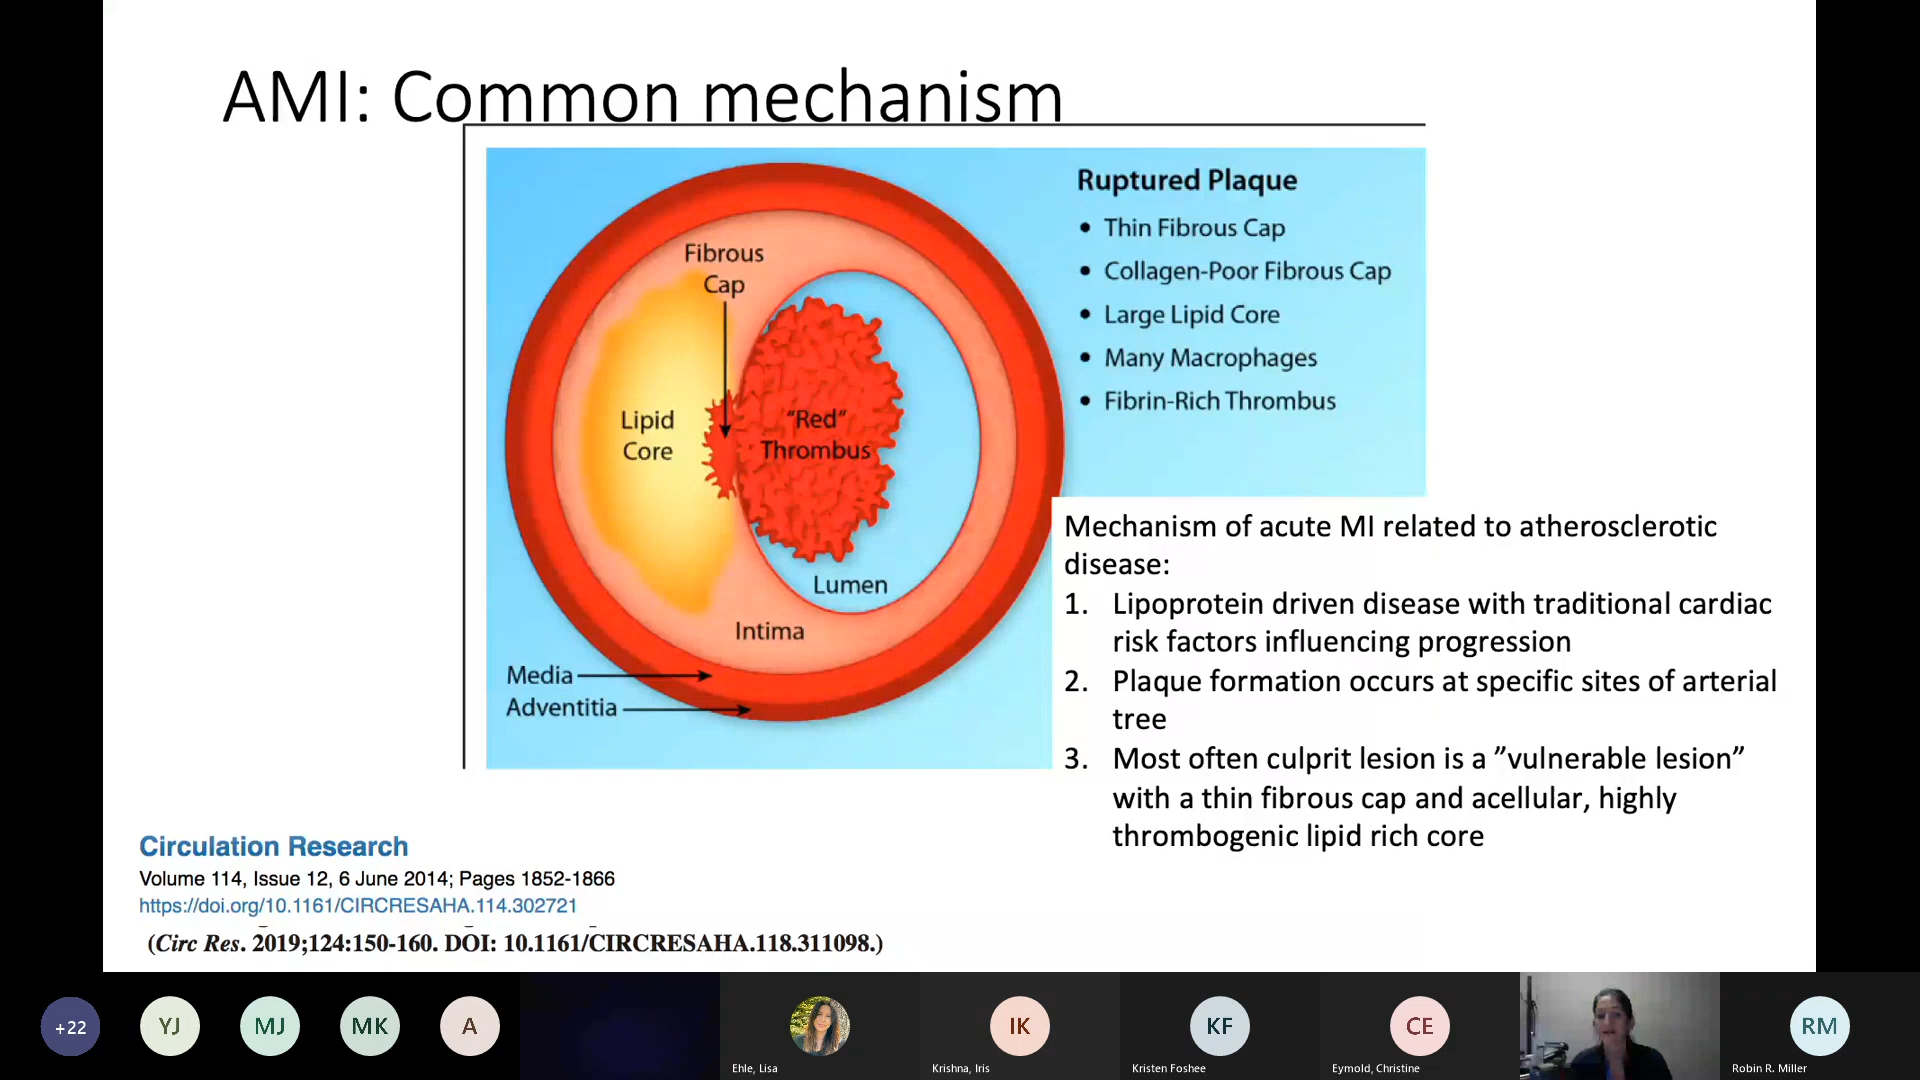 AMI: Common mechanism
Ruptured Plaque
• Thin Fibrous Cap
• Collagen-Poor Fibrous Cap
• Large Lipid Core
• Many Macrophages
• Fibrin-Rich Thrombus
Fibrous
Cap
Lipid
Core
“Red”
Thrombus
Lumen
Intima
Media
Adventitia
Mechanism of acute MI related to atherosclerotic
disease:
1. Lipoprotein driven disease with traditional cardiac
risk factors influencing progression
2. Plaque formation occurs at specific sites of arterial
tree
3. Most often culprit lesion is a ”vulnerable lesion”
with a thin fibrous cap and acellular, highly
thrombogenic lipid rich core
Circulation Research
Volume 114, Issue 12, 6 June 2014; Pages 1852-1866
https://doi.org/10.1161/CIRCRESAHA.114.302721
(Circ Res. 2019;124:150-160. DOI: 10.1161/CIRCRESAHA.118.311098.)
+22
YJ
MJ
MK
A
Ehle, Lisa
IK
Krishna, Iris
KF
Kristen Foshee
CE
Eymold, Christine
RM
Robin R. Miller